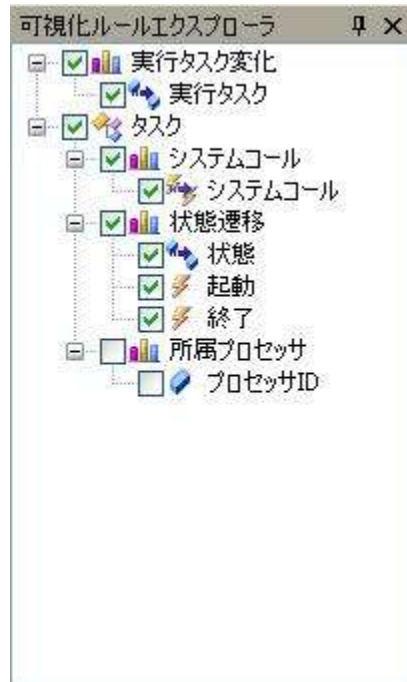 可視化ルールエクスプローラ
実行タスク変化
実行タスク
タスク
システムコール
システムコール
状態遷移
状態
起動
終了
所属プロセッサ
プロセッサID